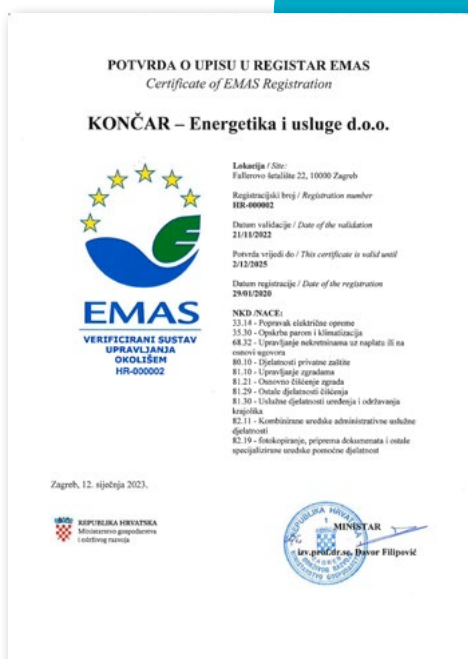 POTVRDA O UPISU U REGISTAR EMAS
Certificate of EMAS Registration
KONČAR – Energetika i usluge d.o.o.
EMAS
VERIFICIRANI SUSTAV
UPRAVLJANJA
OKOLIŠEM
HR-000002
Lokacija / Site:
Fallerovo šetalište 22, 10000 Zagreb
Registracijski broj / Registration number
HR-000002
Datum validacije / Date of the validation
21/11/2022
Potvrda vrijedi do / This certificate is valid until
2/12/2025
Datum registracije / Date of the registration
29/01/2020
NKD /NACE:
33.14 - Popravak električne opreme
35.30 - Opskrba parom i klimatizacija
68.32 - Upravljanje nekretninama uz naplatu ili na
osnovi ugovora
80.10 - Djelatnosti privatne zaštite
81.10 - Upravljanje zgradama
81.21 - Osnovno čišćenje zgrada
81.29 - Ostale djelatnosti čišćenja
81.30 - Uslužne djelatnosti uređenja i održavanja
krajolika
82.11 - Kombinirane uredske administrativne uslužne
djelatnosti
82.19 - fotokopiranje, priprema dokumenata i ostale
specijalizirane uredske pomoćne djelatnost
Zagreb, 12. siječnja 2023.
REPUBLIKA HRVATSKA
Ministarstvo gospodarstva
i održivog razvoja
REPUBLIKA HRVATSKA
MINISTAR
izv.prof.dr.sc. Davor Filipović
ZAGREB